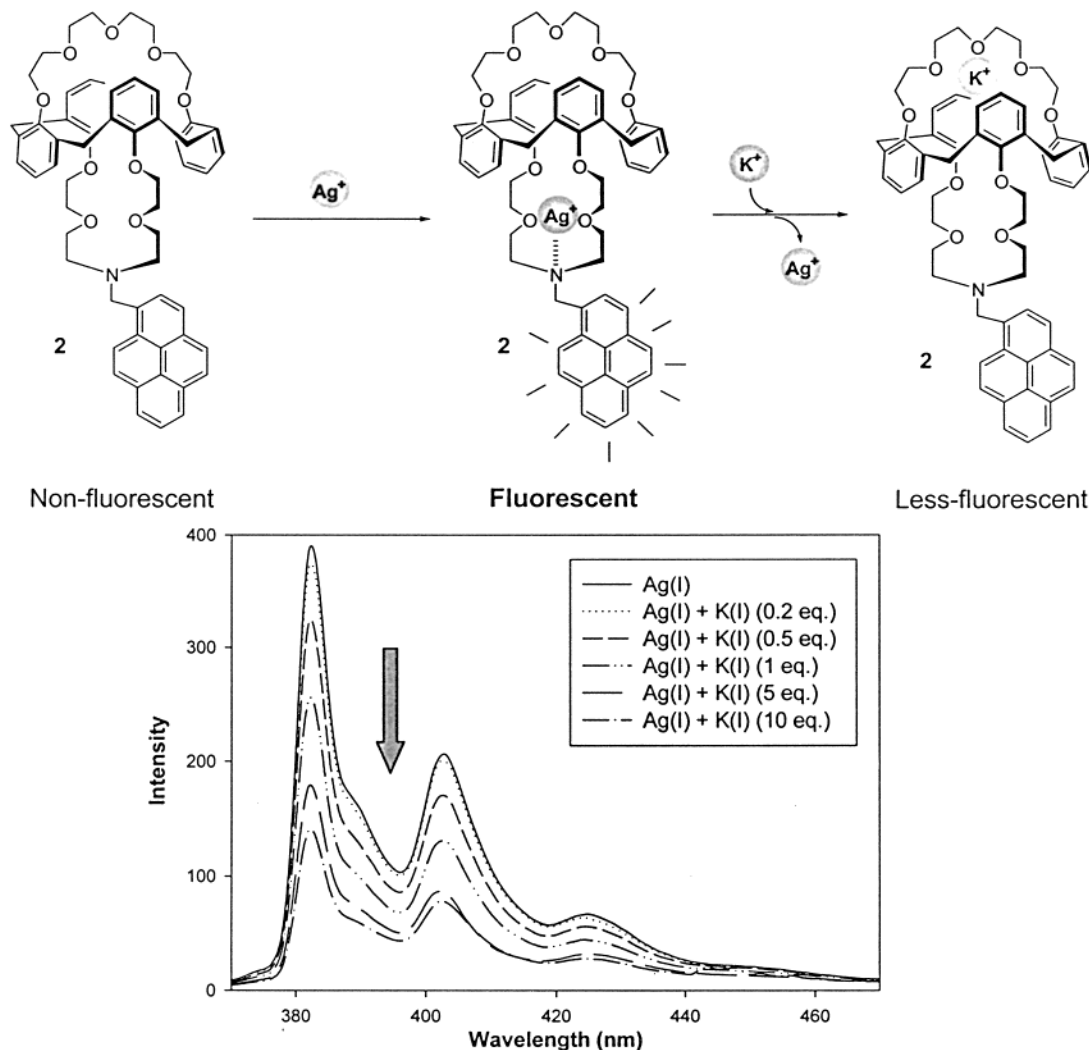 O O O O O O
K⁺
O O O O O O
Ag⁺
K⁺
O O O O O O
O O Ag⁺ O O O O
Ag⁺
N N N
2 2 2
Non-fluorescent Fluorescent Less-fluorescent
400
300
200
100
0
Intensity
Ag(I)
Ag(I) + K(I) (0.2 eq.)
Ag(I) + K(I) (0.5 eq.)
Ag(I) + K(I) (1 eq.)
Ag(I) + K(I) (5 eq.)
Ag(I) + K(I) (10 eq.)
380 400 420 440 460
Wavelength (nm)